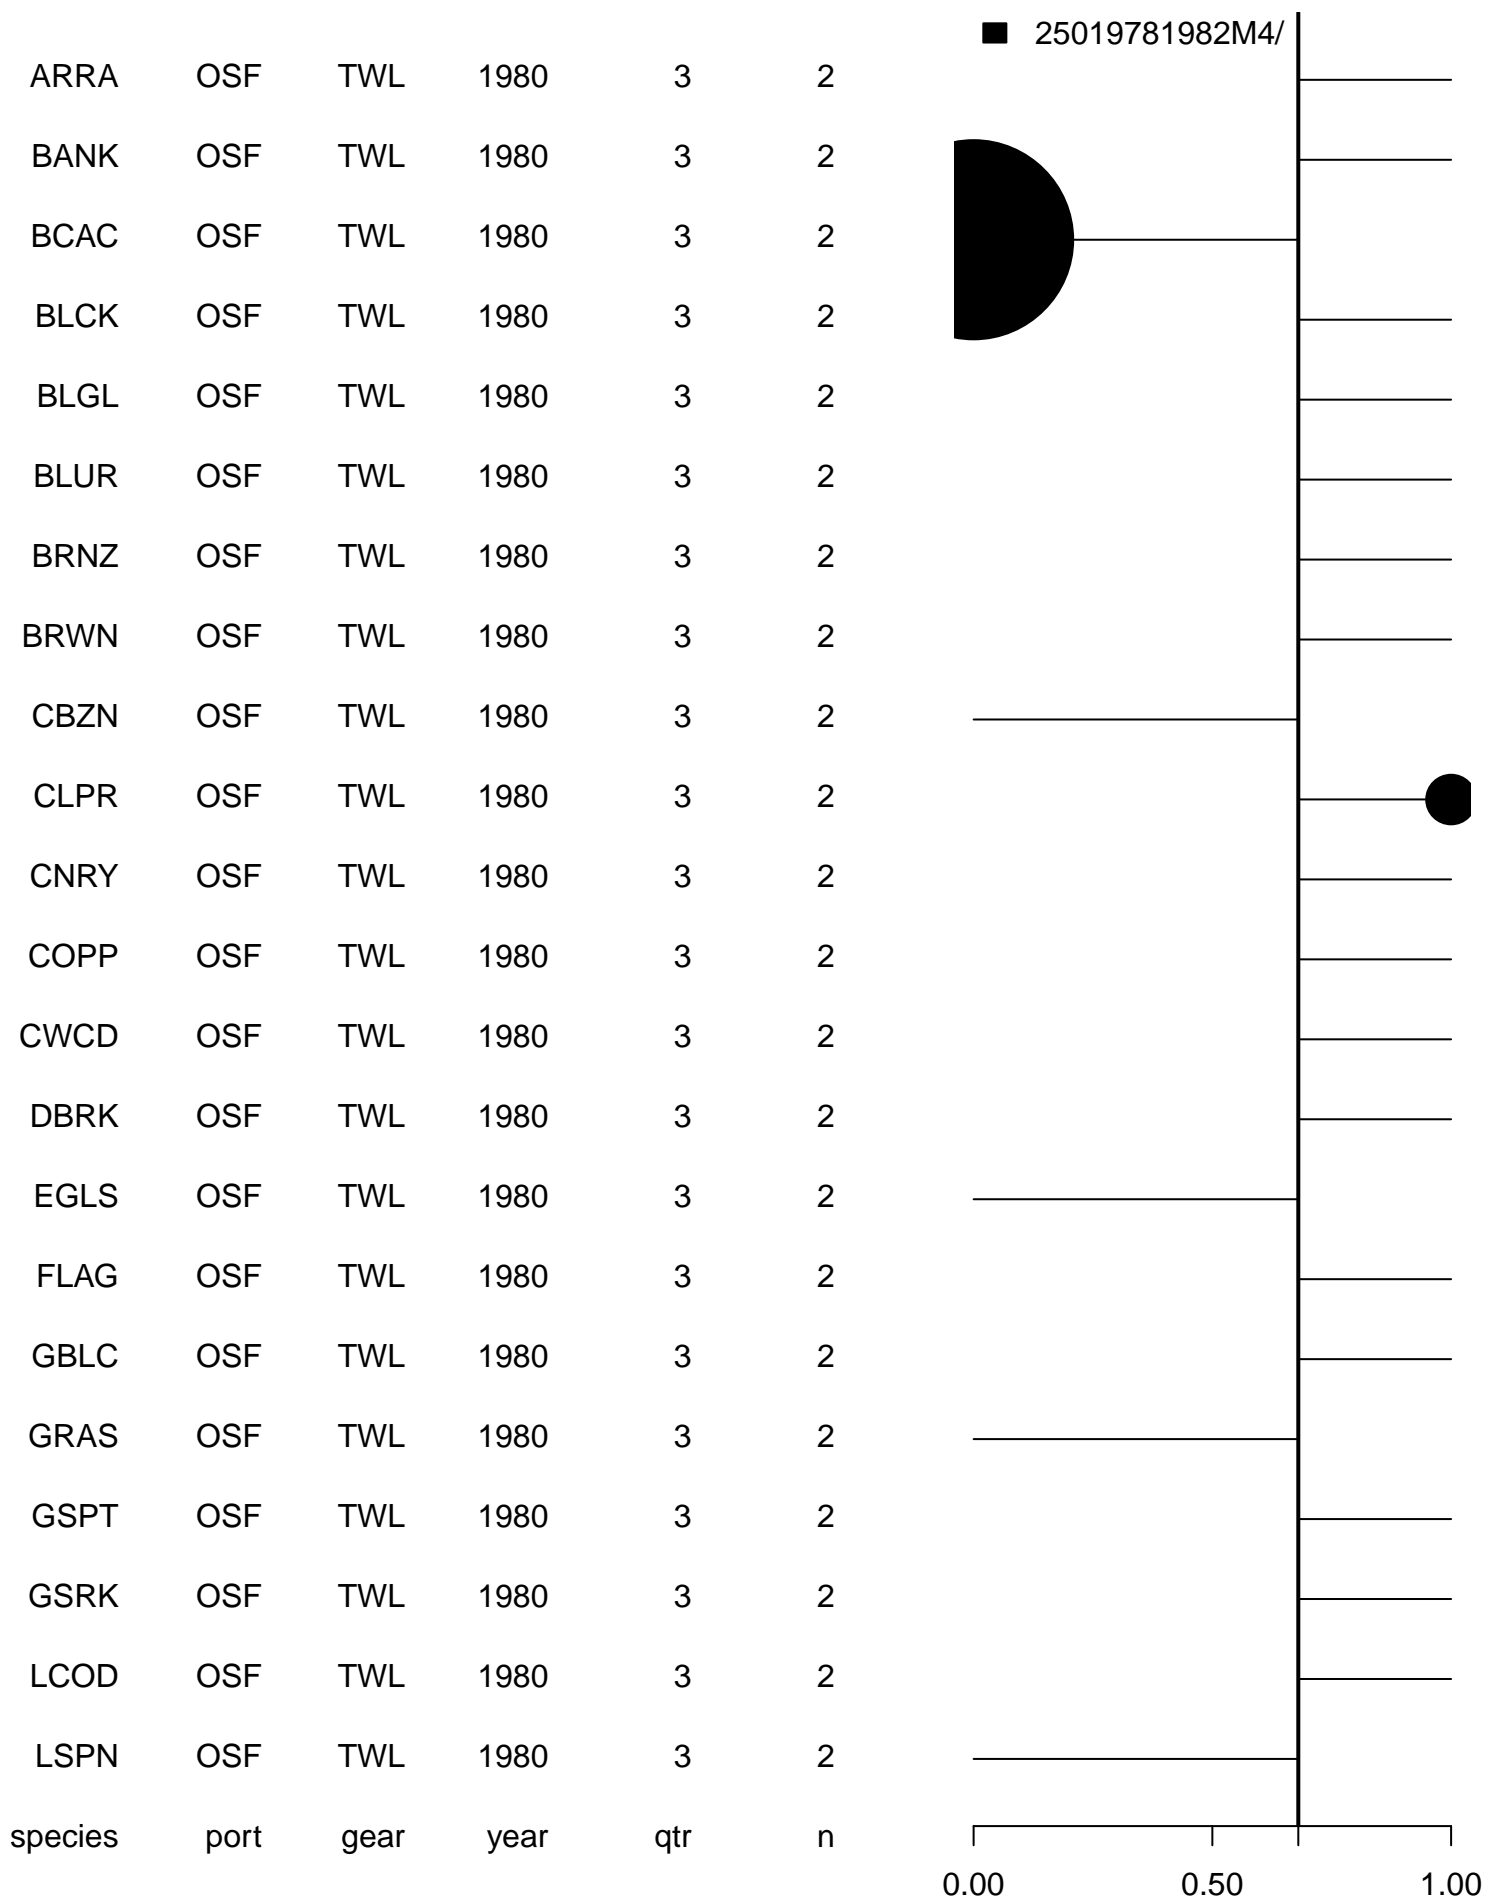 25019781982M4/
ARRA OSF TWL 1980 3 2
BANK OSF TWL 1980 3 2
BCAC OSF TWL 1980 3 2
BLCK OSF TWL 1980 3 2
BLGL OSF TWL 1980 3 2
BLUR OSF TWL 1980 3 2
BRNZ OSF TWL 1980 3 2
BRWN OSF TWL 1980 3 2
CBZN OSF TWL 1980 3 2
CLPR OSF TWL 1980 3 2
CNRY OSF TWL 1980 3 2
COPP OSF TWL 1980 3 2
CWCD OSF TWL 1980 3 2
DBRK OSF TWL 1980 3 2
EGLS OSF TWL 1980 3 2
FLAG OSF TWL 1980 3 2
GBLC OSF TWL 1980 3 2
GRAS OSF TWL 1980 3 2
GSPT OSF TWL 1980 3 2
GSRK OSF TWL 1980 3 2
LCOD OSF TWL 1980 3 2
LSPN OSF TWL 1980 3 2
species port gear year qtr n
0.00 0.50 1.00